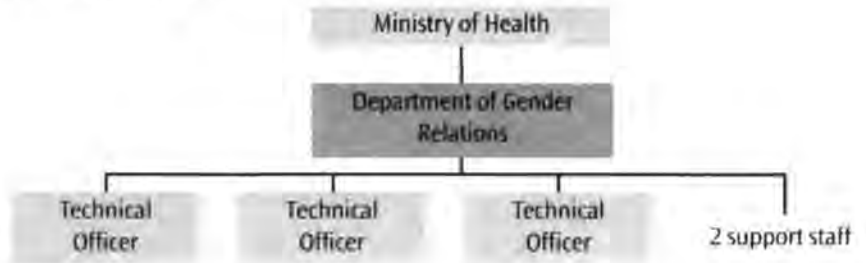 Ministry of Health
Department of Gender
Relations
Technical
Officer
Technical
Officer
Technical
Officer
2 support staff